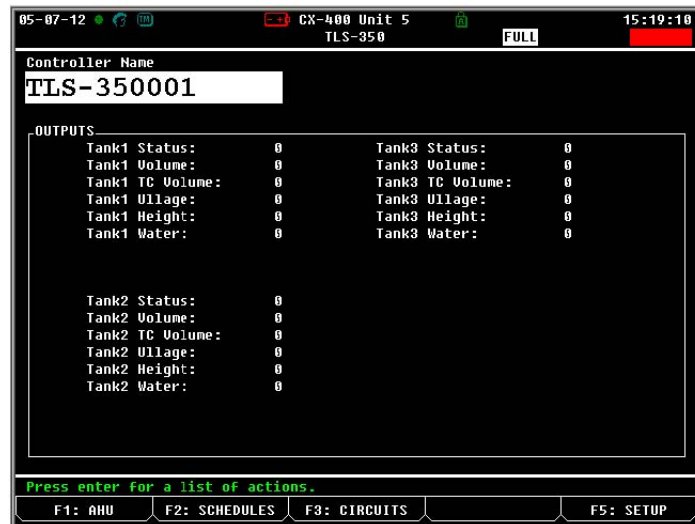 05-07-12 TM - + CX-400 Unit 5 A 15:19:10
TLS-350 FULL
Controller Name
TLS-350001
OUTPUTS
Tank1 Status: 0 Tank3 Status: 0
Tank1 Volume: 0 Tank3 Volume: 0
Tank1 TC Volume: 0 Tank3 TC Volume: 0
Tank1 Ullage: 0 Tank3 Ullage: 0
Tank1 Height: 0 Tank3 Height: 0
Tank1 Water: 0 Tank3 Water: 0
Tank2 Status: 0
Tank2 Volume: 0
Tank2 TC Volume: 0
Tank2 Ullage: 0
Tank2 Height: 0
Tank2 Water: 0
Press enter for a list of actions.
F1: AHU F2: SCHEDULES F3: CIRCUITS F5: SETUP